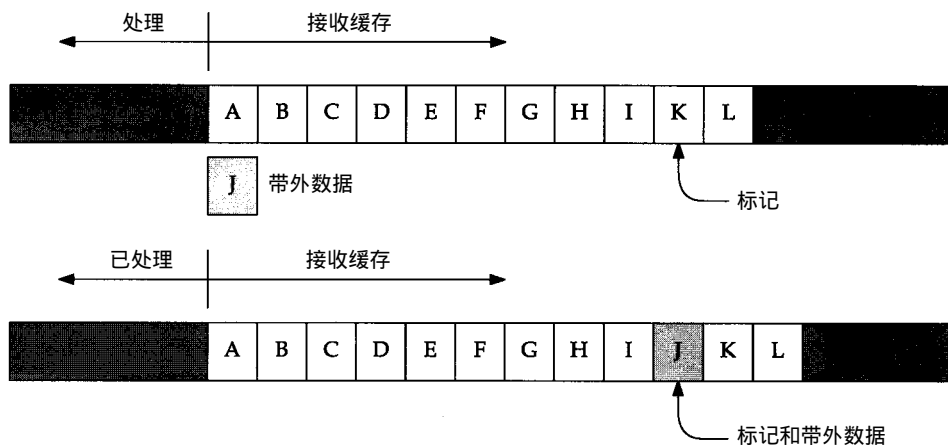 处理 接收缓存
A B C D E F G H I K L
J 带外数据
标记
已处理 接收缓存
A B C D E F G H I J K L
标记和带外数据